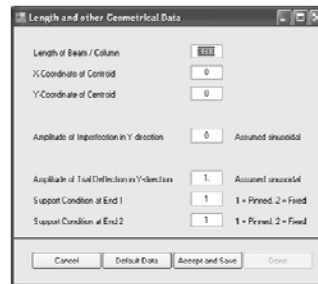 Length and other Geometrical Data
Length of Beam / Column
X-Coordinate of Centroid 0
Y-Coordinate of Centroid 0
Amplitude of Imperfection in Y direction 0 Assumed sinusoidal
Amplitude of Trial Deflection in Y-direction 1. Assumed sinusoidal
Support Condition at End 1 1 1 = Pinned. 2 = Fixed
Support Condition at End 2 1 1 = Pinned. 2 = Fixed
Cancel Default Data Accept and Save Done